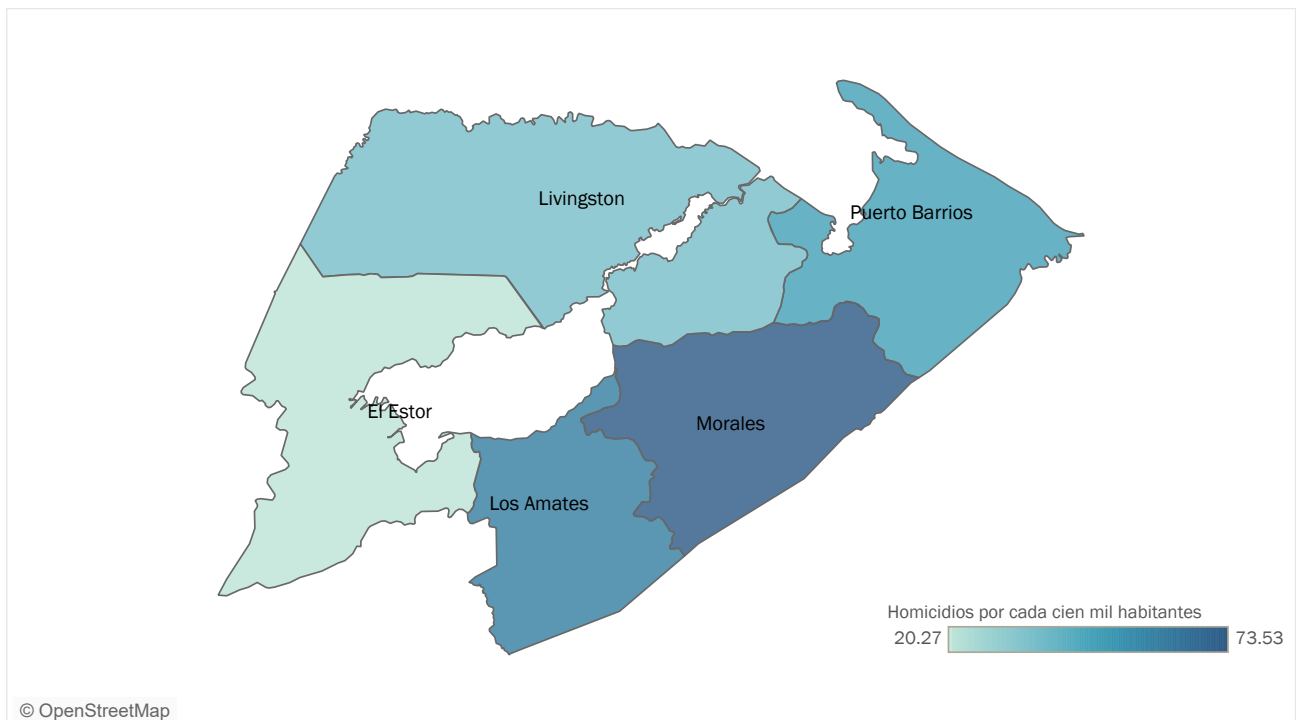 Livingston
Puerto Barrios
El Estor
Morales
Los Amates
Homicidios por cada cien mil habitantes
20.27 73.53
© OpenStreetMap